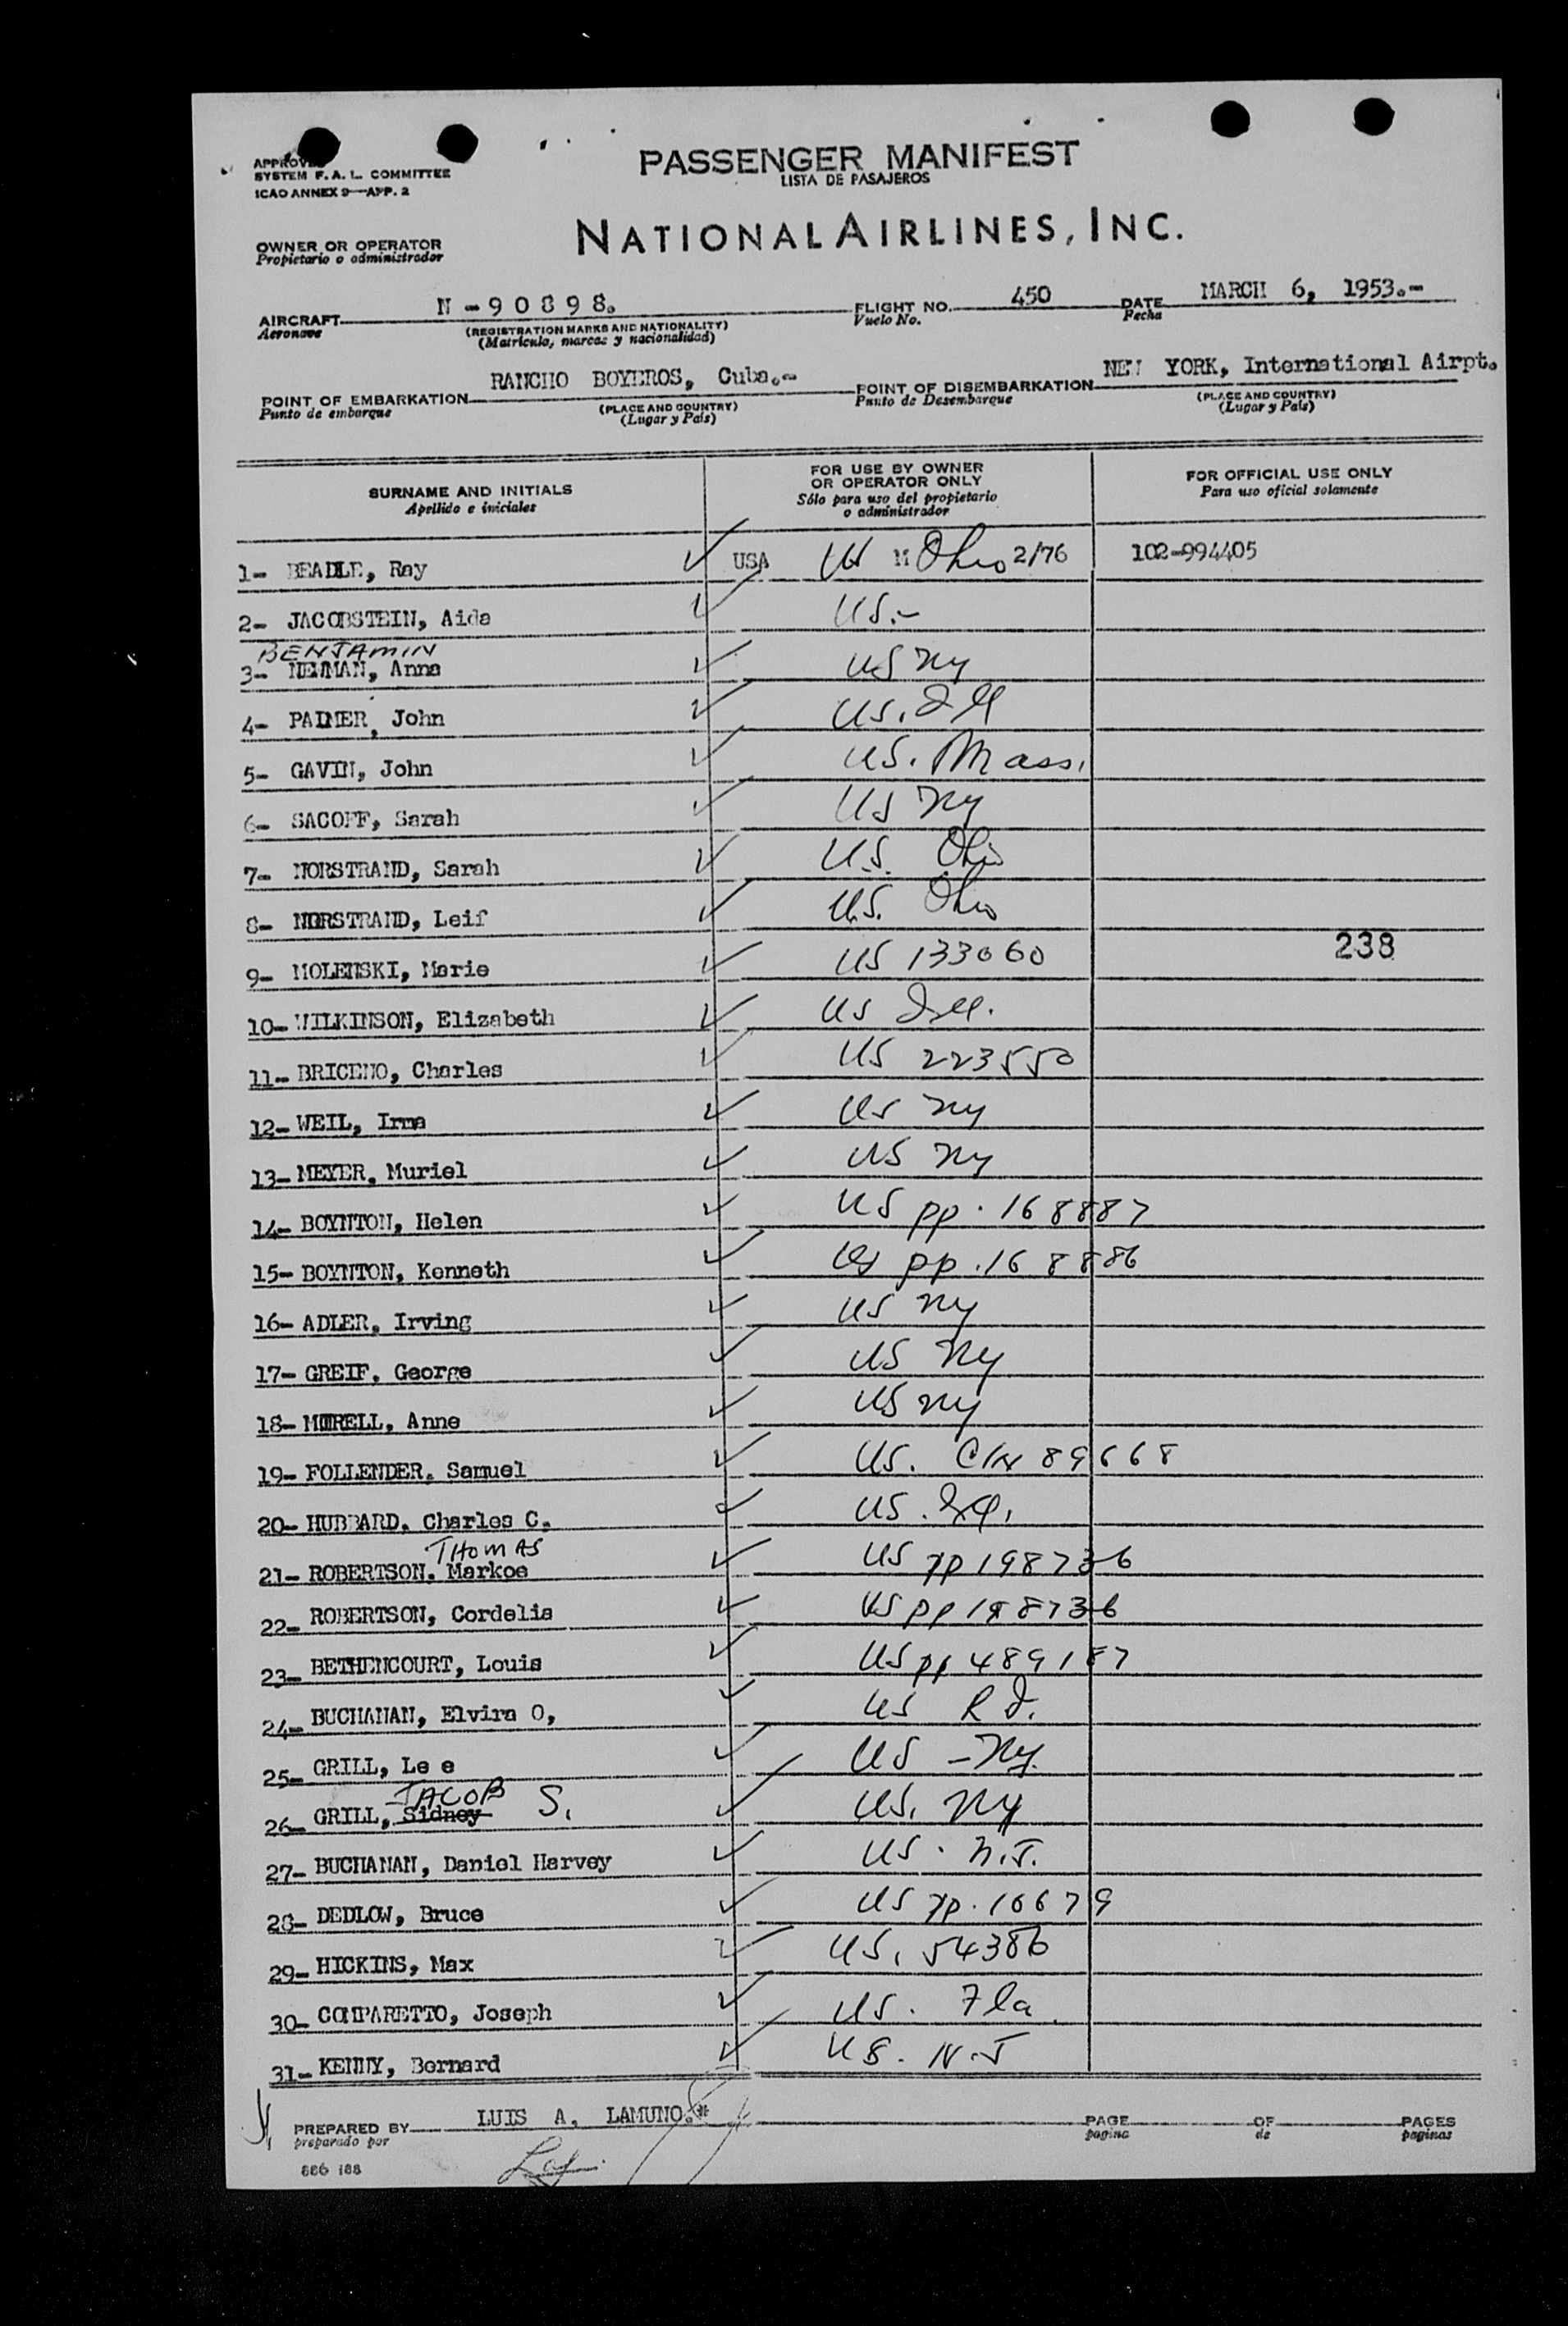 APPROVED
SYSTEM F. A. L. COMMITTEE
ICAO ANNEX 9—APP. 2
PASSENGER MANIFEST
LISTA DE PASAJEROS
NATIONAL AIRLINES, INC.
OWNER OR OPERATOR
Propietario o administrador
AIRCRAFT N - 9 0 8 9 8. FLIGHT NO. 450 DATE MARCH 6, 1953.-
Aeronave (REGISTRATION MARKS AND NATIONALITY) Vuelo No. Fecha
(Matrícula, marcas y nacionalidad)
POINT OF EMBARKATION RANCHO BOYEROS, Cuba.- POINT OF DISEMBARKATION NEW YORK, International Airpt.
Punto de embarque (PLACE AND COUNTRY) Punto de Desembarque (PLACE AND COUNTRY)
(Lugar y País) (Lugar y País)
SURNAME AND INITIALS FOR USE BY OWNER OR OPERATOR ONLY FOR OFFICIAL USE ONLY
Apellido e iniciales Sólo para uso del propietario o administrador Para uso oficial solamente
1- BEADLE, Ray USA US M Ohio 2/76 102-994405
2- JACOBSTEIN, Aida US.-
BENJAMIN
3- NEWMAN, Anna US NY
4- PALMER, John US. Ill
5- GAVIN, John US. Mass.
6- SACOFF, Sarah US NY
7- NORSTRAND, Sarah U.S. Ohio
8- NORSTRAND, Leif U.S. Ohio
9- MOLENSKI, Marie US 133060 238
10- WILKINSON, Elizabeth US Ill.
11- BRICENO, Charles US 223550
12- WEIL, Irma US NY
13- MEYER, Muriel US NY
14- BOYNTON, Helen US pp. 168887
15- BOYNTON, Kenneth US pp. 168886
16- ADLER, Irving US NY
17- GREIF, George US NY
18- MORELL, Anne US NY
19- FOLLENDER, Samuel US. 89668
20- HUBBARD, Charles C. US.
THOMAS
21- ROBERTSON, Markoe US pp 198736
22- ROBERTSON, Cordelia US pp 198736
23- BETHENCOURT, Louis US pp 489187
24- BUCHANAN, Elvira O, US R I.
25- GRILL, Le e US - NY.
JACOB
26- GRILL, Sidney S. US. NY
27- BUCHANAN, Daniel Harvey US. N.J.
28- DEDLOW, Bruce US pp. 10679
29- HICKINS, Max US. 54386
30- COMPARETTO, Joseph US. Fla.
31- KENNY, Bernard US. N.J
PREPARED BY LUIS A. LAMUNO.* PAGE OF PAGES
preparado por pagina de paginas
886 188